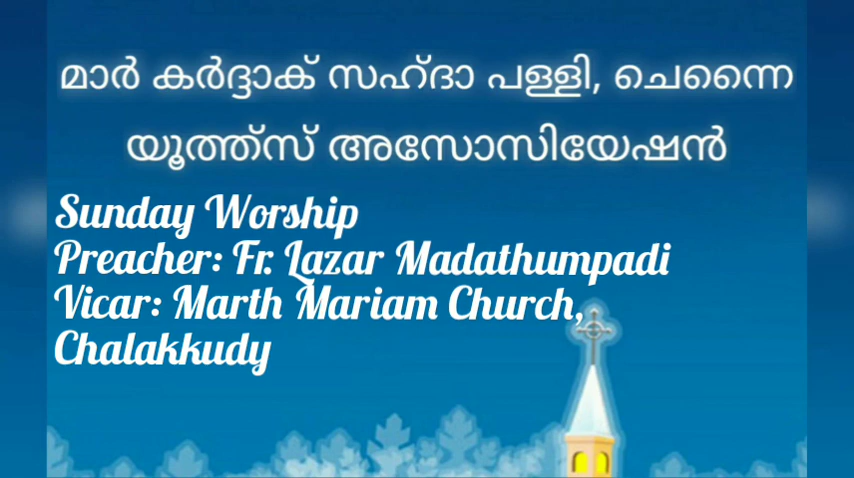 മാർ കർദ്ദാക് സഹ്ദാ പള്ളി, ചെന്നൈ
യൂത്ത്സ് അസോസിയേഷൻ
Sunday Worship
Preacher: Fr. Lazar Madathumpadi
Vicar: Marth Mariam Church,
Chalakkudy